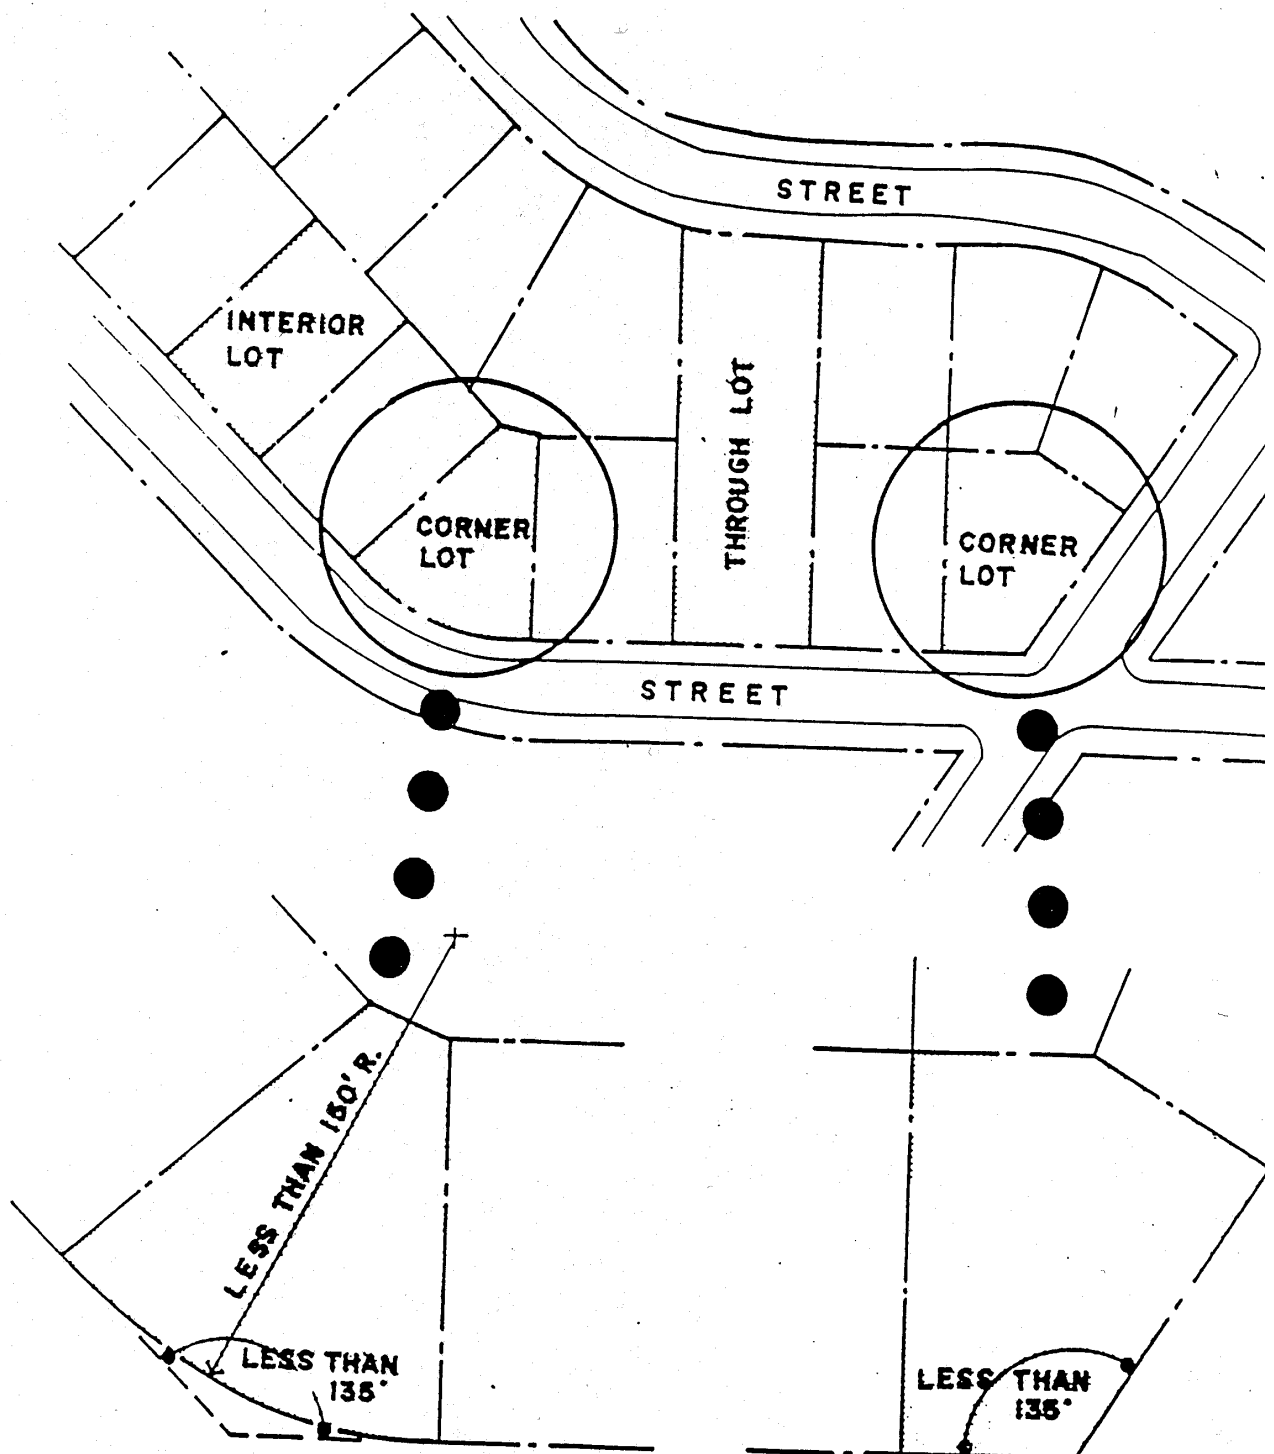 STREET
INTERIOR
LOT
THROUGH LOT
CORNER
LOT
CORNER
LOT
STREET
LESS THAN 150' R.
LESS THAN
135°
LESS THAN
135°